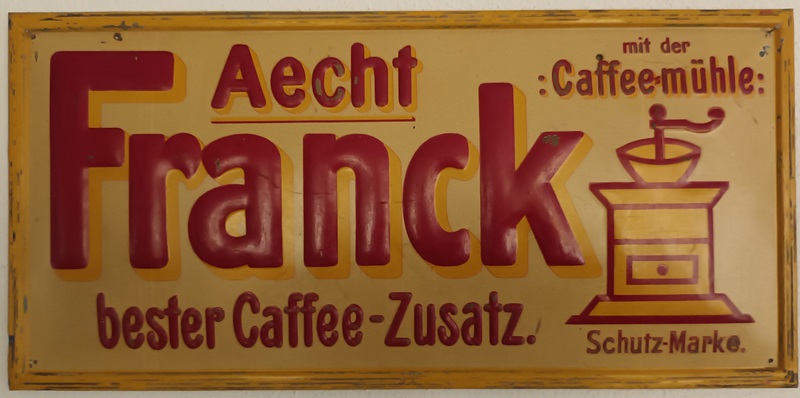 Aecht
Franck
bester Caffee-Zusatz.
mit der
:Caffee-mühle:
Schutz-Marke.